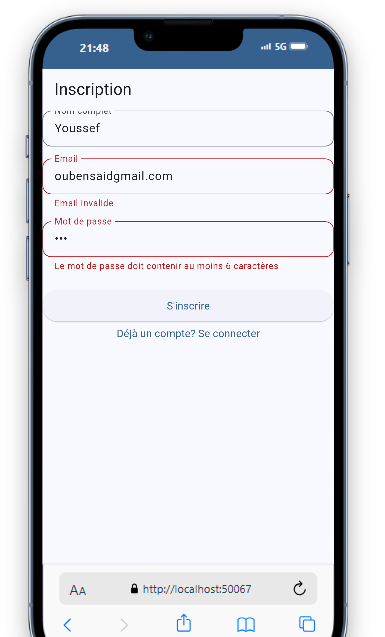 21:48
5G
Inscription
Nom complet
Youssef
Email
oubensaidgmail.com
Email Invalide
Mot de passe
Le mot de passe doit contenir au moins 6 caractères
S'inscrire
Déjà un compte? Se connecter
AA http://localhost:50067